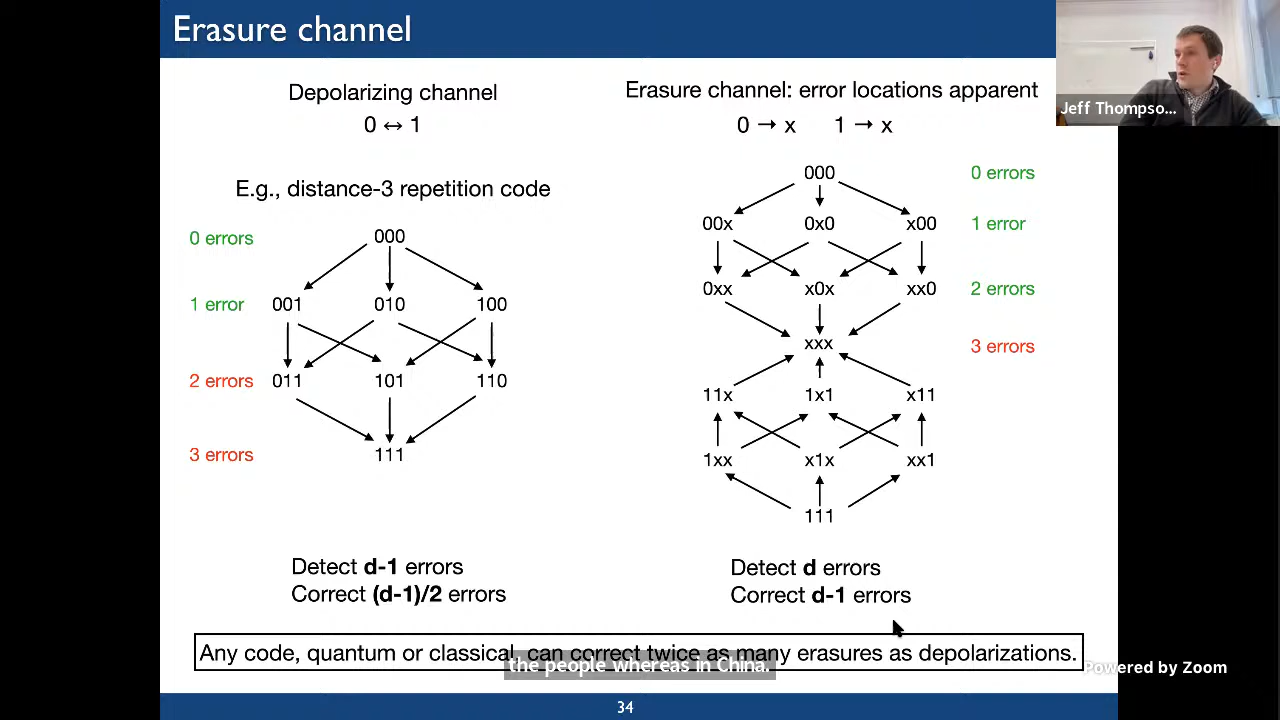 Erasure channel
Jeff Thompso...
Depolarizing channel
0 ↔ 1
E.g., distance-3 repetition code
0 errors 000
1 error 001 010 100
2 errors 011 101 110
3 errors 111
Detect d-1 errors
Correct (d-1)/2 errors
Erasure channel: error locations apparent
0 → x 1 → x
000 0 errors
00x 0x0 x00 1 error
0xx x0x xx0 2 errors
xxx 3 errors
11x 1x1 x11
1xx x1x xx1
111
Detect d errors
Correct d-1 errors
Any code, quantum or classical, can correct twice as many erasures as depolarizations.
the people whereas in China.
Powered by Zoom
34